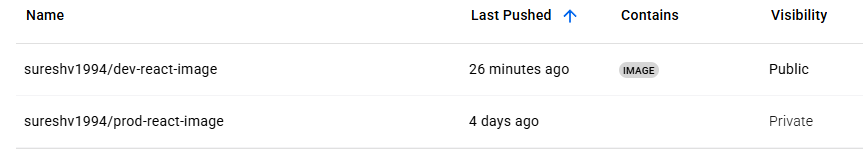 Name Last Pushed Contains Visibility
sureshv1994/dev-react-image 26 minutes ago IMAGE Public
sureshv1994/prod-react-image 4 days ago Private